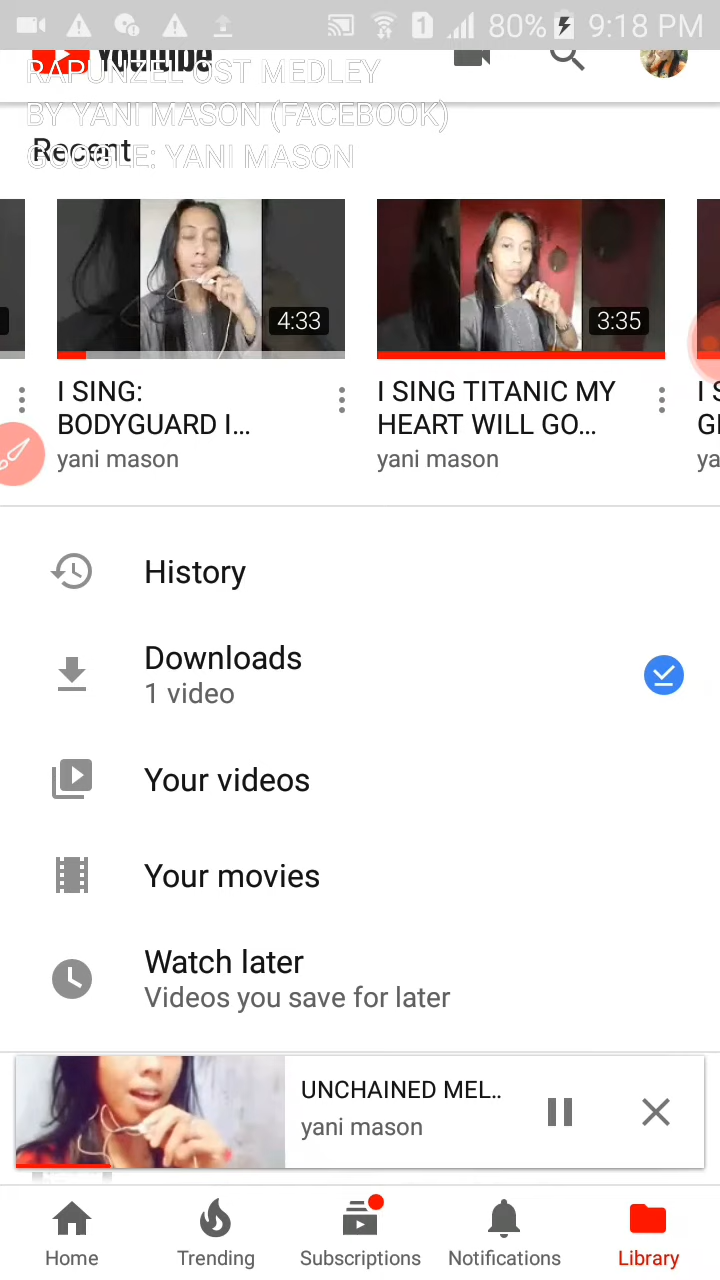 1 80% 9:18 PM
YouTube
RAPUNZEL OST MEDLEY
BY YANI MASON (FACEBOOK)
GOOGLE: YANI MASON
Recent
4:33
3:35
I SING:
BODYGUARD I...
yani mason
I SING TITANIC MY
HEART WILL GO...
yani mason
History
Downloads
1 video
Your videos
Your movies
Watch later
Videos you save for later
UNCHAINED MEL..
yani mason
Home
Trending
Subscriptions
Notifications
Library